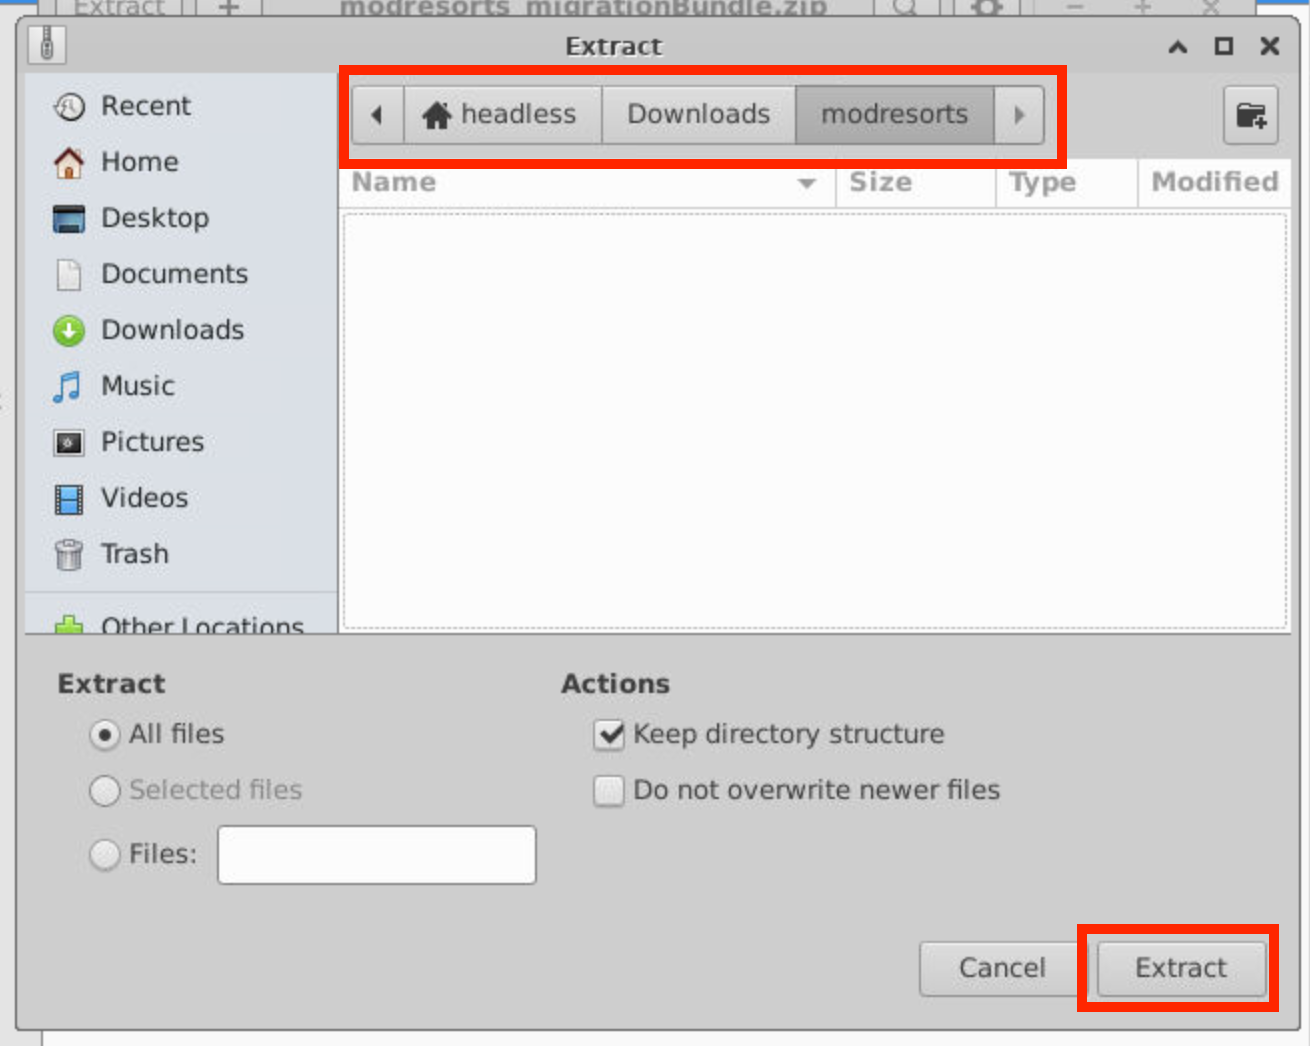 Extract + modresorts_migrationBundle.zip
Extract
Recent
Home
Desktop
Documents
Downloads
Music
Pictures
Videos
Trash
Other Locations
headless Downloads modresorts
Name Size Type Modified
Extract
All files
Selected files
Files:
Actions
Keep directory structure
Do not overwrite newer files
Cancel Extract